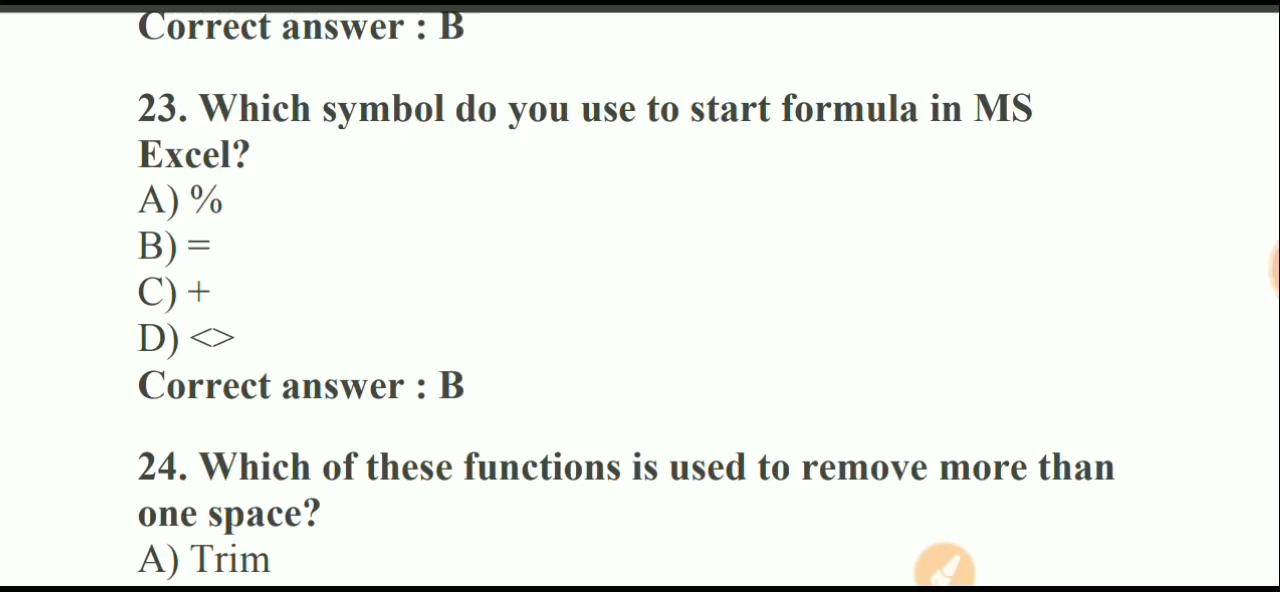 Correct answer : B
23. Which symbol do you use to start formula in MS
Excel?
A) %
B) =
C) +
D) <>
Correct answer : B
24. Which of these functions is used to remove more than
one space?
A) Trim